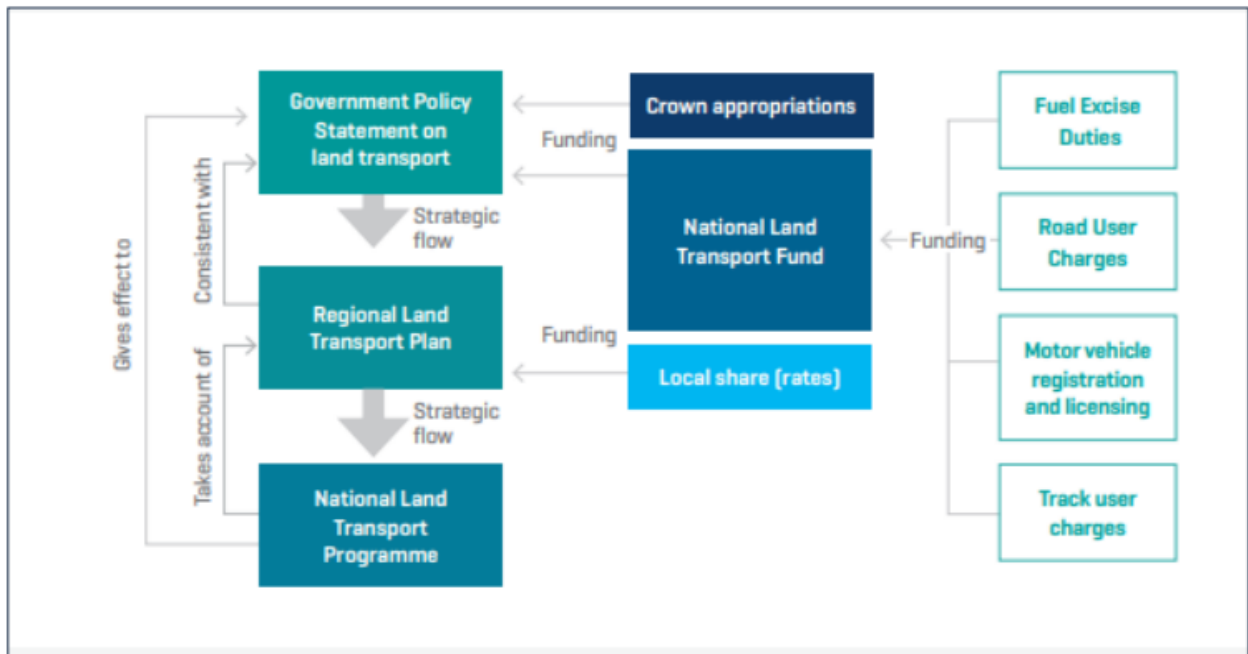 Government Policy
Statement on
land transport
Crown appropriations
Fuel Excise
Duties
Funding
Strategic
flow
National Land
Transport Fund
Funding
Road User
Charges
Consistent with
Gives effect to
Regional Land
Transport Plan
Funding
Local share (rates)
Motor vehicle
registration
and licensing
Takes account of
Strategic
flow
National Land
Transport
Programme
Track user
charges